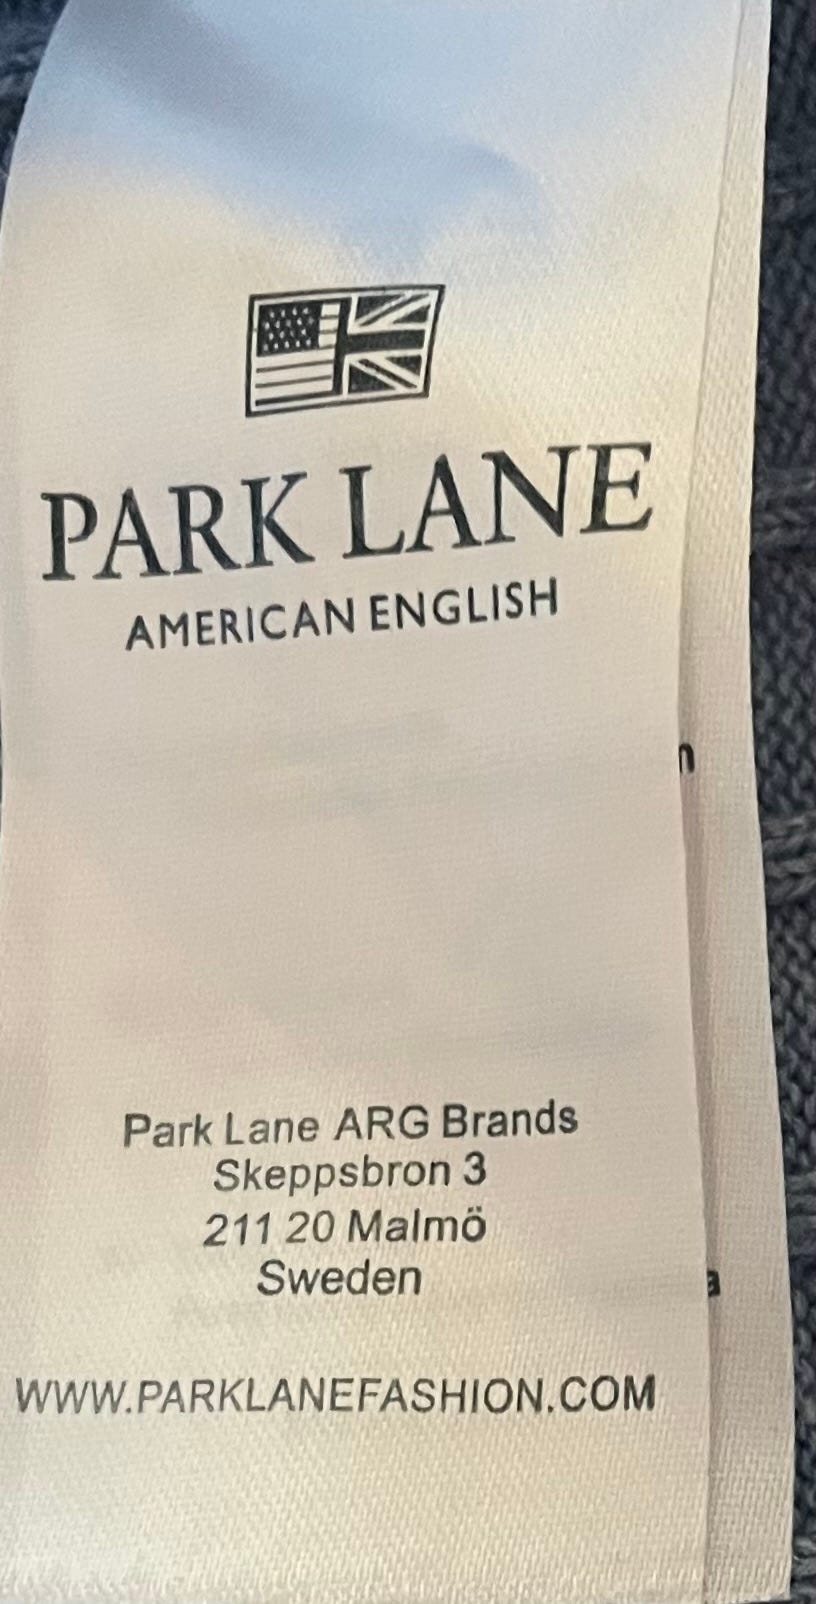 PARK LANE
AMERICAN ENGLISH
Park Lane ARG Brands
Skeppsbron 3
211 20 Malmö
Sweden
WWW.PARKLANEFASHION.COM